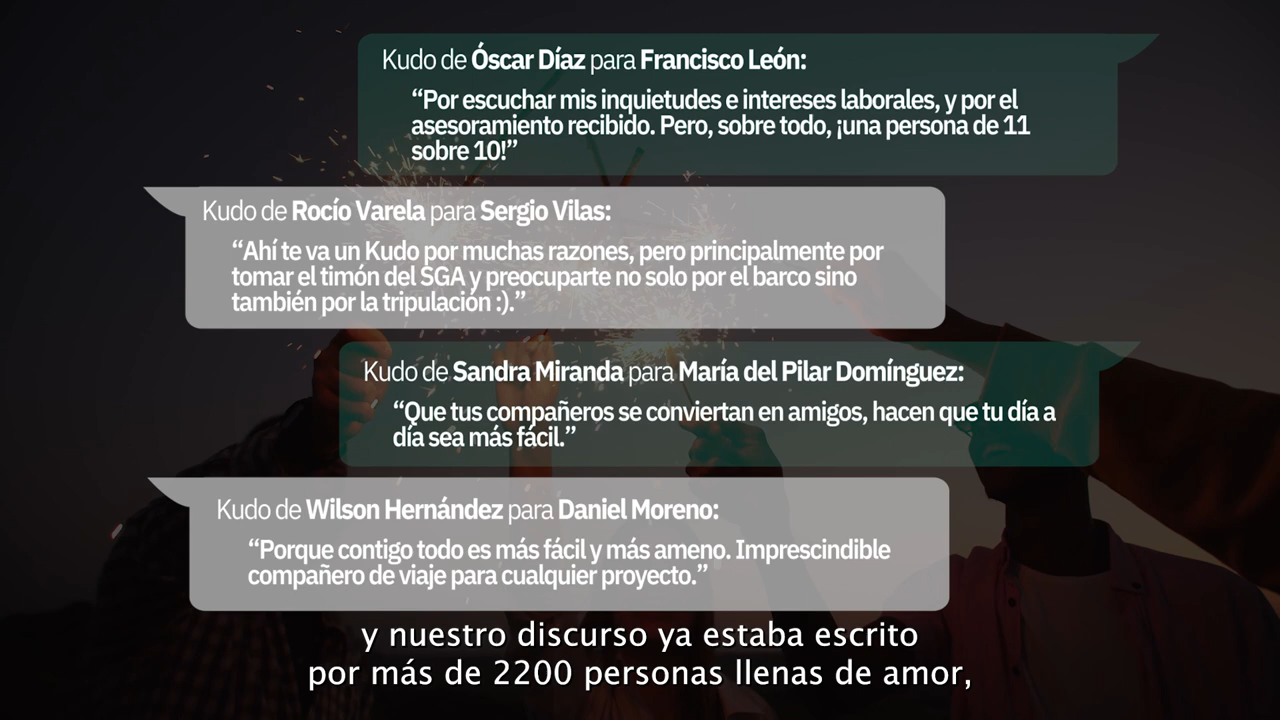 Kudo de Óscar Díaz para Francisco León:
“Por escuchar mis inquietudes e intereses laborales, y por el
asesoramiento recibido. Pero, sobre todo, ¡una persona de 11
sobre 10!”
Kudo de Rocío Varela para Sergio Vilas:
“Ahí te va un Kudo por muchas razones, pero principalmente por
tomar el timón del SGA y preocuparte no solo por el barco sino
también por la tripulación :).”
Kudo de Sandra Miranda para María del Pilar Domínguez:
“Que tus compañeros se conviertan en amigos, hacen que tu día a
día sea más fácil.”
Kudo de Wilson Hernández para Daniel Moreno:
“Porque contigo todo es más fácil y más ameno. Imprescindible
compañero de viaje para cualquier proyecto.”
y nuestro discurso ya estaba escrito
por más de 2200 personas llenas de amor,